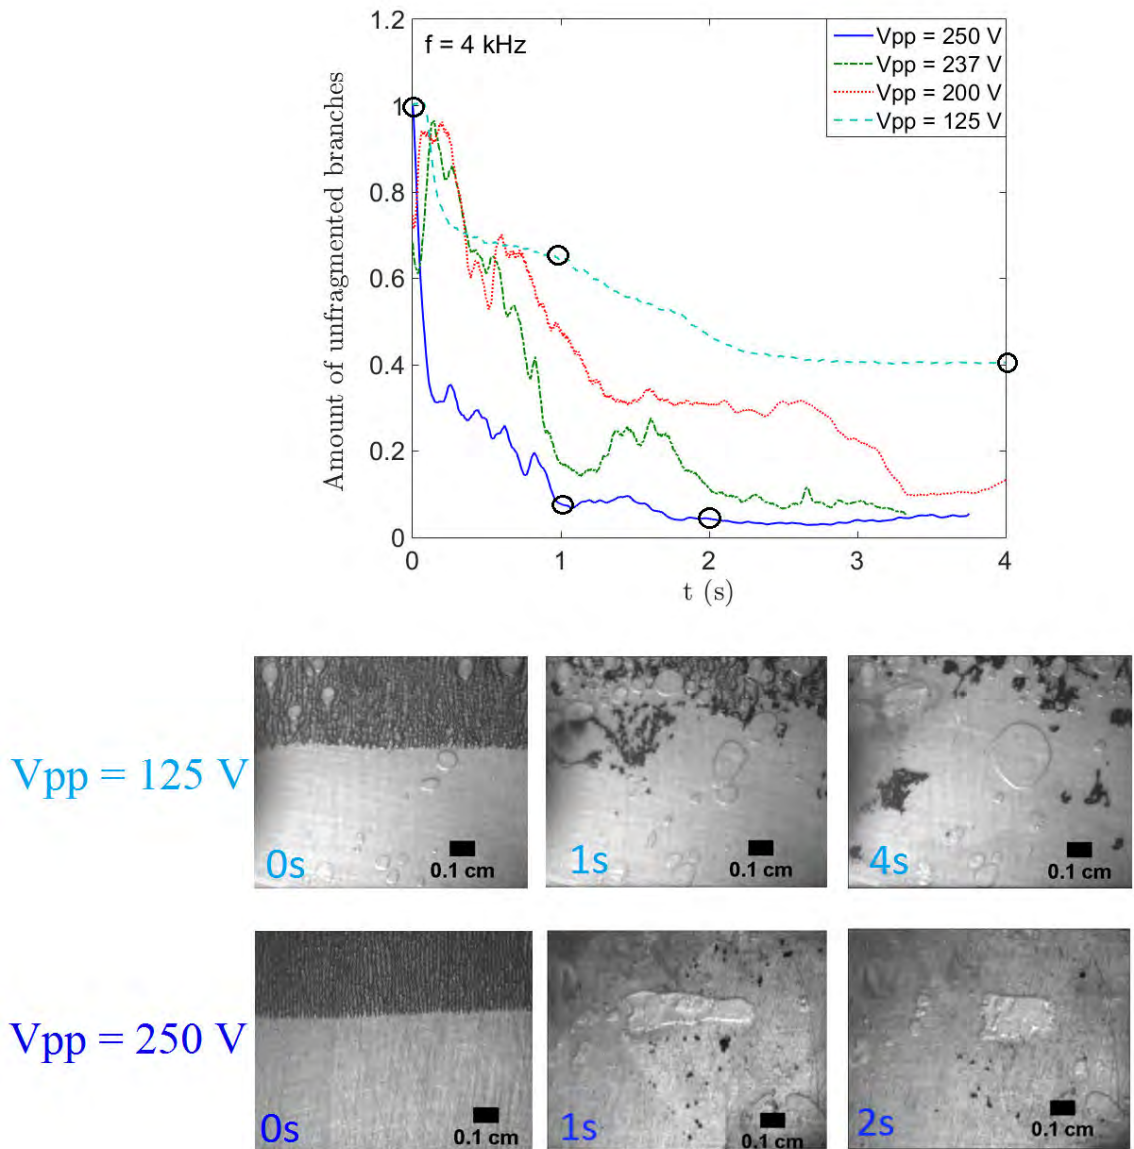 1.2
f = 4 kHz
Vpp = 250 V
Vpp = 237 V
Vpp = 200 V
Vpp = 125 V
1
0.8
0.6
0.4
0.2
0
Amount of unfragmented branches
0 1 2 3 4
t (s)
Vpp = 125 V
0s
0.1 cm
1s
0.1 cm
4s
0.1 cm
Vpp = 250 V
0s
0.1 cm
1s
0.1 cm
2s
0.1 cm